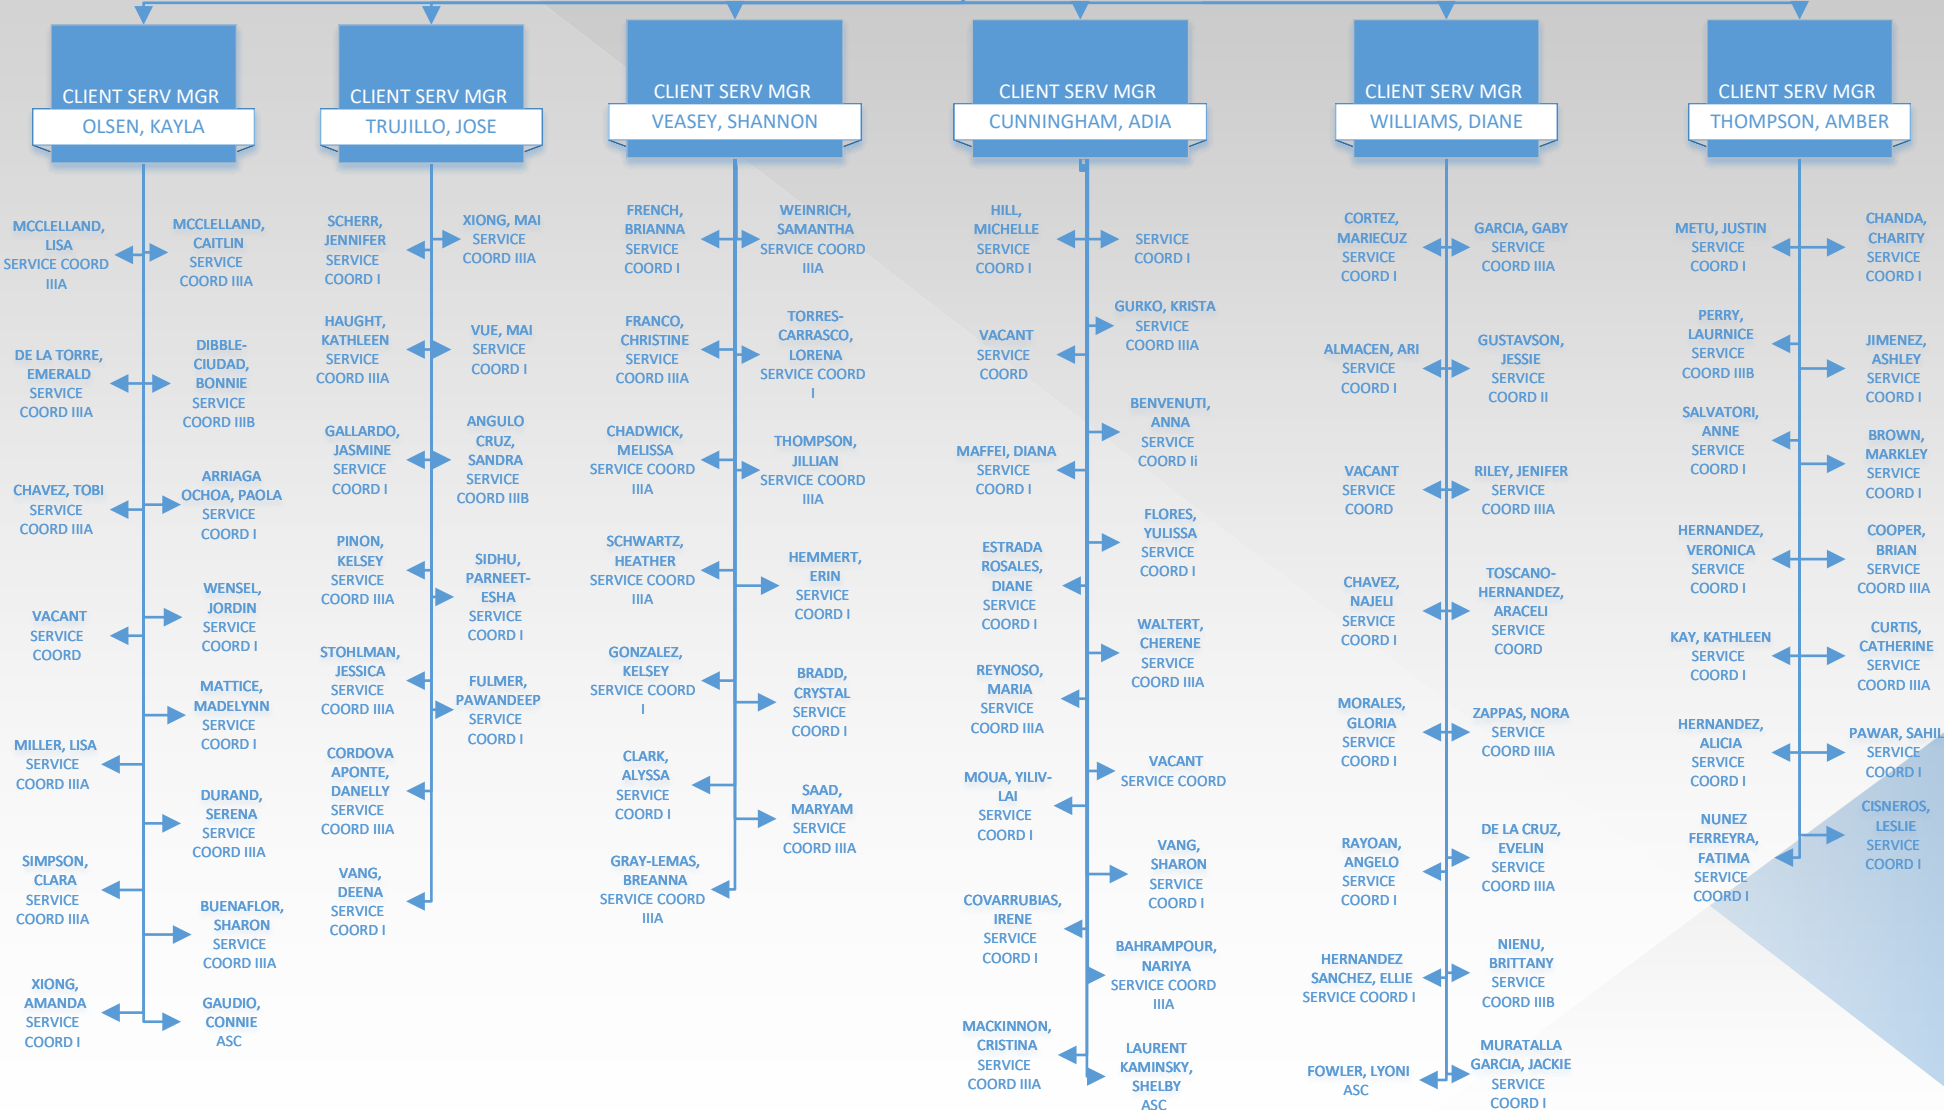 CLIENT SERV MGR
OLSEN, KAYLA
MCCLELLAND,
LISA
SERVICE COORD
IIIA
MCCLELLAND,
CAITLIN
SERVICE
COORD IIIA
DE LA TORRE,
EMERALD
SERVICE
COORD IIIA
DIBBLE-
CIUDAD,
BONNIE
SERVICE
COORD IIIB
CHAVEZ, TOBI
SERVICE
COORD IIIA
ARRIAGA
OCHOA, PAOLA
SERVICE
COORD I
VACANT
SERVICE
COORD
WENSEL,
JORDIN
SERVICE
COORD I
MATTICE,
MADELYNN
SERVICE
COORD I
MILLER, LISA
SERVICE
COORD IIIA
DURAND,
SERENA
SERVICE
COORD IIIA
SIMPSON,
CLARA
SERVICE
COORD IIIA
BUENAFLOR,
SHARON
SERVICE
COORD IIIA
XIONG,
AMANDA
SERVICE
COORD I
GAUDIO,
CONNIE
ASC
CLIENT SERV MGR
TRUJILLO, JOSE
SCHERR,
JENNIFER
SERVICE
COORD I
XIONG, MAI
SERVICE
COORD IIIA
HAUGHT,
KATHLEEN
SERVICE
COORD IIIA
VUE, MAI
SERVICE
COORD I
GALLARDO,
JASMINE
SERVICE
COORD I
ANGULO
CRUZ,
SANDRA
SERVICE
COORD IIIB
PINON,
KELSEY
SERVICE
COORD IIIA
SIDHU,
PARNEET-
ESHA
SERVICE
COORD I
STOHLMAN,
JESSICA
SERVICE
COORD IIIA
FULMER,
PAWANDEEP
SERVICE
COORD I
CORDOVA
APONTE,
DANELLY
SERVICE
COORD IIIA
VANG,
DEENA
SERVICE
COORD I
CLIENT SERV MGR
VEASEY, SHANNON
FRENCH,
BRIANNA
SERVICE
COORD I
WEINRICH,
SAMANTHA
SERVICE COORD
IIIA
FRANCO,
CHRISTINE
SERVICE
COORD IIIA
TORRES-
CARRASCO,
LORENA
SERVICE COORD
I
CHADWICK,
MELISSA
SERVICE COORD
IIIA
THOMPSON,
JILLIAN
SERVICE COORD
IIIA
SCHWARTZ,
HEATHER
SERVICE COORD
IIIA
HEMMERT,
ERIN
SERVICE
COORD I
GONZALEZ,
KELSEY
SERVICE COORD
I
BRADD,
CRYSTAL
SERVICE
COORD I
CLARK,
ALYSSA
SERVICE
COORD I
SAAD,
MARYAM
SERVICE
COORD IIIA
GRAY-LEMAS,
BREANNA
SERVICE COORD
IIIA
CLIENT SERV MGR
CUNNINGHAM, ADIA
HILL,
MICHELLE
SERVICE
COORD I
SERVICE
COORD I
GURKO, KRISTA
SERVICE
COORD IIIA
VACANT
SERVICE
COORD
BENVENUTI,
ANNA
SERVICE
COORD Ii
MAFFEI, DIANA
SERVICE
COORD I
FLORES,
YULISSA
SERVICE
COORD I
ESTRADA
ROSALES,
DIANE
SERVICE
COORD I
WALTERT,
CHERENE
SERVICE
COORD IIIA
REYNOSO,
MARIA
SERVICE
COORD IIIA
VACANT
SERVICE COORD
MOUA, YILIV-
LAI
SERVICE
COORD I
VANG,
SHARON
SERVICE
COORD I
COVARRUBIAS,
IRENE
SERVICE
COORD I
BAHRAMPOUR,
NARIYA
SERVICE COORD
IIIA
MACKINNON,
CRISTINA
SERVICE
COORD IIIA
LAURENT
KAMINSKY,
SHELBY
ASC
CLIENT SERV MGR
WILLIAMS, DIANE
CORTEZ,
MARIECUZ
SERVICE
COORD I
GARCIA, GABY
SERVICE
COORD IIIA
ALMACEN, ARI
SERVICE
COORD I
GUSTAVSON,
JESSIE
SERVICE
COORD II
VACANT
SERVICE
COORD
RILEY, JENIFER
SERVICE
COORD IIIA
CHAVEZ,
NAJELI
SERVICE
COORD I
TOSCANO-
HERNANDEZ,
ARACELI
SERVICE
COORD
MORALES,
GLORIA
SERVICE
COORD I
ZAPPAS, NORA
SERVICE
COORD IIIA
RAYOAN,
ANGELO
SERVICE
COORD I
DE LA CRUZ,
EVELIN
SERVICE
COORD IIIA
HERNANDEZ
SANCHEZ, ELLIE
SERVICE COORD I
NIENU,
BRITTANY
SERVICE
COORD IIIB
FOWLER, LYONI
ASC
MURATALLA
GARCIA, JACKIE
SERVICE
COORD I
CLIENT SERV MGR
THOMPSON, AMBER
METU, JUSTIN
SERVICE
COORD I
CHANDA,
CHARITY
SERVICE
COORD I
PERRY,
LAURNICE
SERVICE
COORD IIIB
JIMENEZ,
ASHLEY
SERVICE
COORD I
SALVATORI,
ANNE
SERVICE
COORD I
BROWN,
MARKLEY
SERVICE
COORD I
HERNANDEZ,
VERONICA
SERVICE
COORD I
COOPER,
BRIAN
SERVICE
COORD IIIA
KAY, KATHLEEN
SERVICE
COORD I
CURTIS,
CATHERINE
SERVICE
COORD IIIA
HERNANDEZ,
ALICIA
SERVICE
COORD I
PAWAR, SAHIL
SERVICE
COORD I
NUNEZ
FERREYRA,
FATIMA
SERVICE
COORD I
CISNEROS,
LESLIE
SERVICE
COORD I